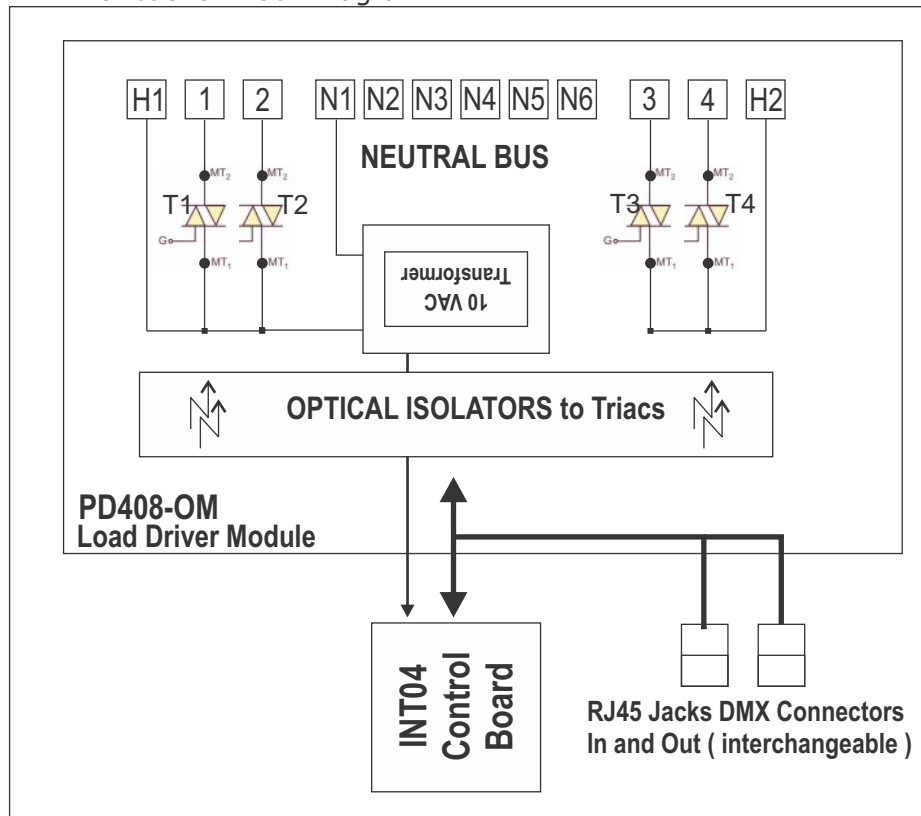 H1 1 2 N1 N2 N3 N4 N5 N6 3 4 H2
NEUTRAL BUS
MT2 MT2 MT2 MT2
T1 T2 T3 T4
G G
MT1 MT1 MT1 MT1
10 VAC
Transformer
OPTICAL ISOLATORS to Triacs
PD408-OM
Load Driver Module
INT04
Control
Board
RJ45 Jacks DMX Connectors
In and Out ( intercheable )